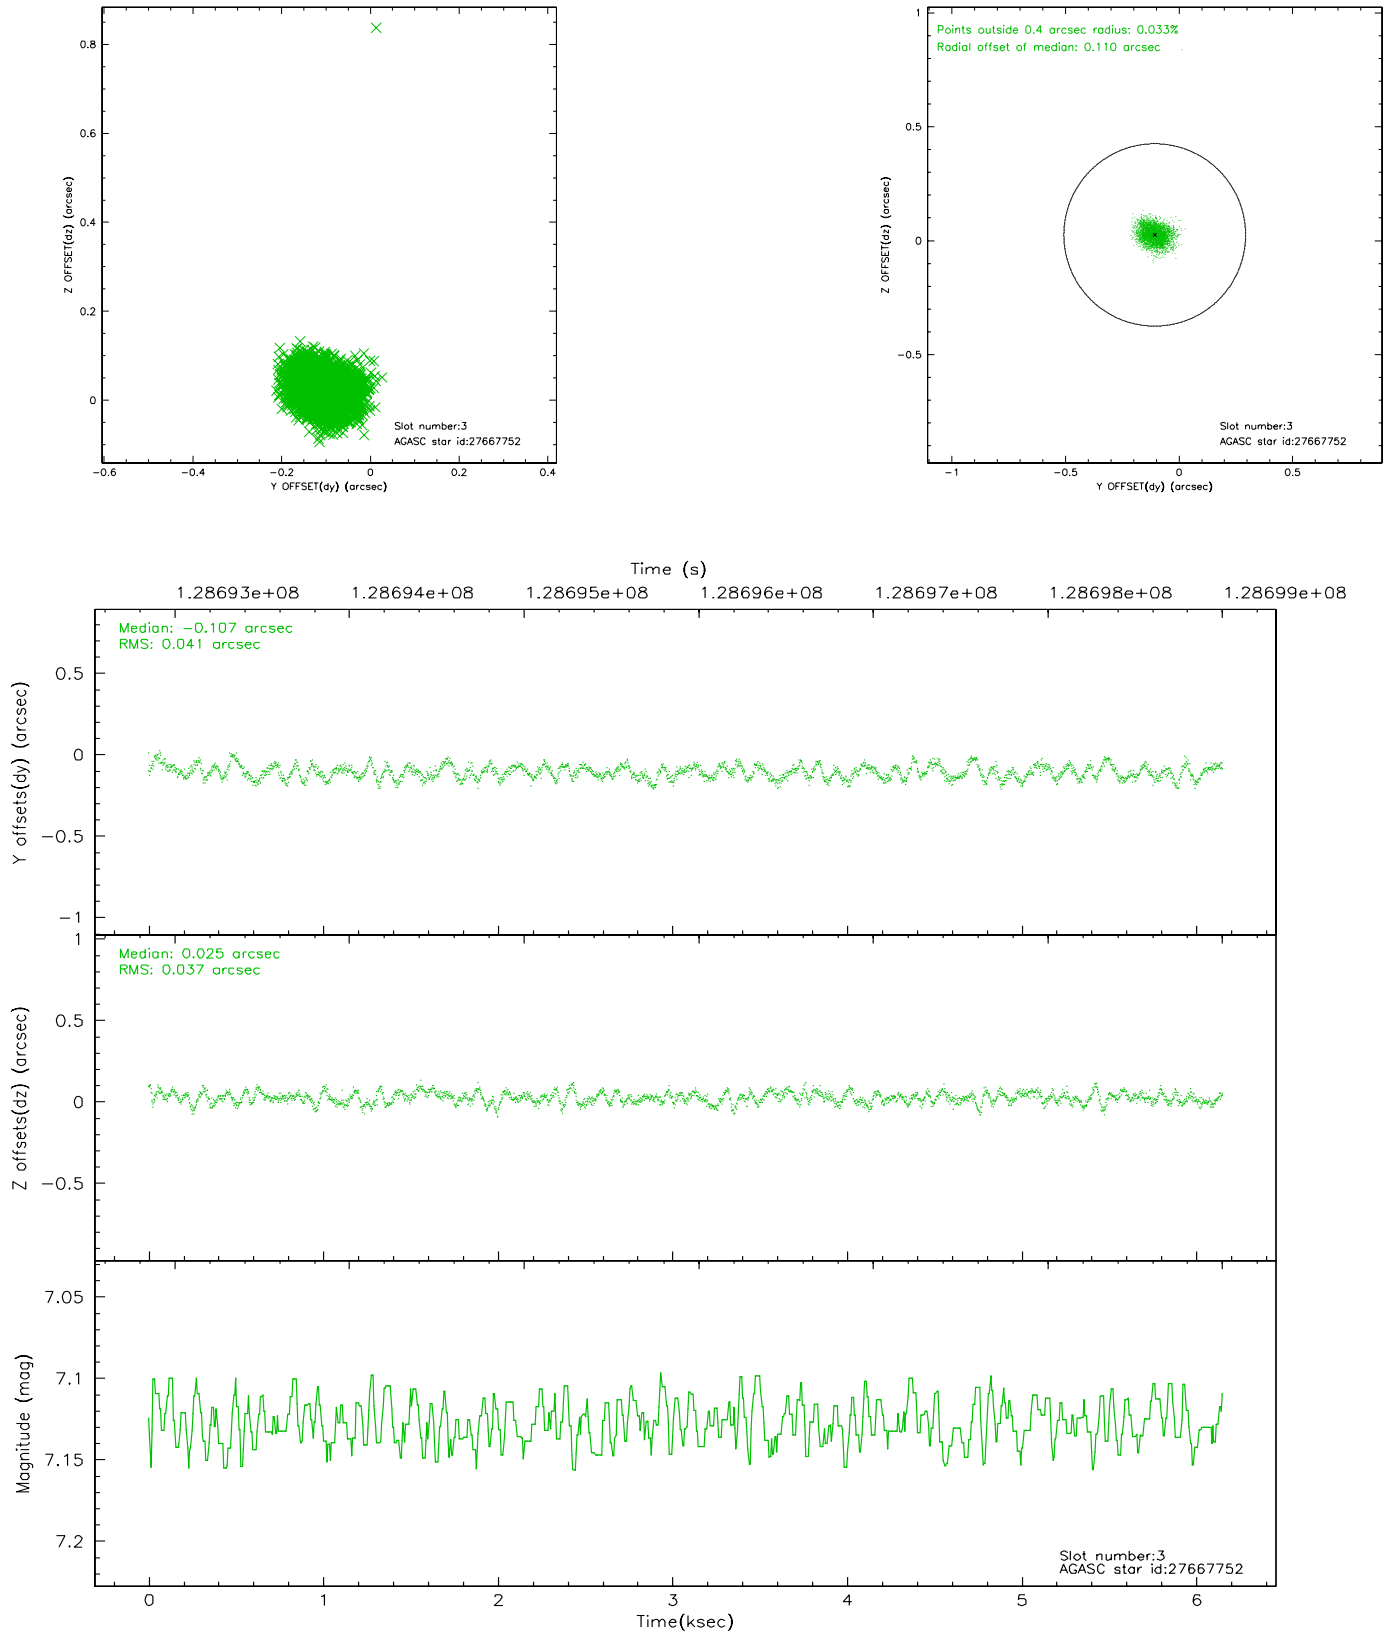 0.8
0.6
0.4
0.2
0
−0.6
−0.4
−0.2
0
0.2
0.4
Z OFFSET(dz) (arcsec)
Y OFFSET(dy) (arcsec)
Slot number:3
AGASC star id:27667752
Points outside 0.4 arcsec radius: 0.033%
Radial offset of median: 0.110 arcsec
1
0.5
0
−0.5
−1
−0.5
0
0.5
Z OFFSET(dz) (arcsec)
Y OFFSET(dy) (arcsec)
Slot number:3
AGASC star id:27667752
Time (s)
1.28693e+08
1.28694e+08
1.28695e+08
1.28696e+08
1.28697e+08
1.28698e+08
1.28699e+08
Median: −0.107 arcsec
RMS: 0.041 arcsec
0.5
0
−0.5
−1
Y offsets(dy) (arcsec)
Median: 0.025 arcsec
RMS: 0.037 arcsec
1
0.5
0
−0.5
Z offsets(dz) (arcsec)
7.05
7.1
7.15
7.2
Magnitude (mag)
Slot number:3
AGASC star id:27667752
0
1
2
3
4
5
6
Time(ksec)